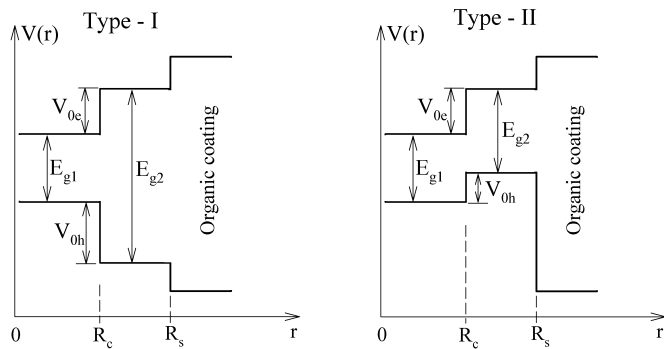 Type - I
V(r)
V0e
Eg1
Eg2
V0h
Organic coating
0
Rc
Rs
r
Type - II
V(r)
V0e
Eg1
Eg2
V0h
Organic coating
0
Rc
Rs
r